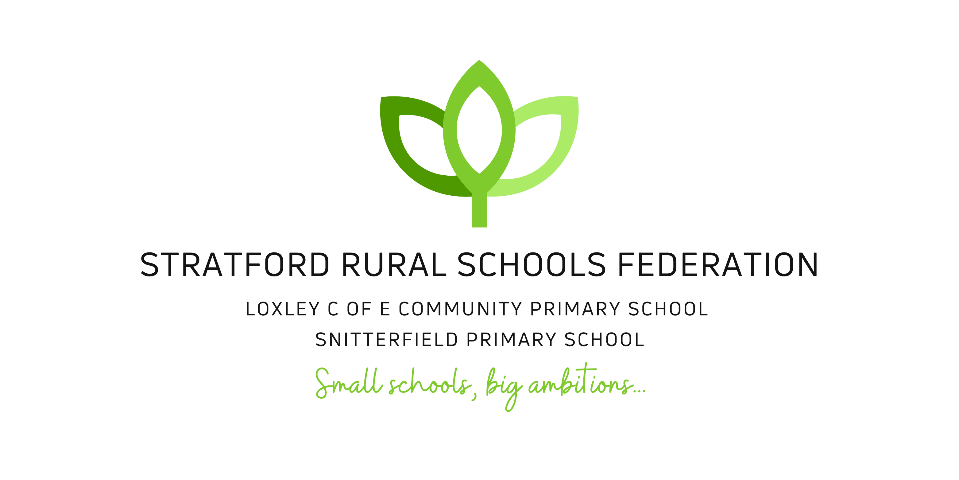 STRATFORD RURAL SCHOOLS FEDERATION
LOXLEY C OF E COMMUNITY PRIMARY SCHOOL
SNITTERFIELD PRIMARY SCHOOL
Small schools, big ambitions...